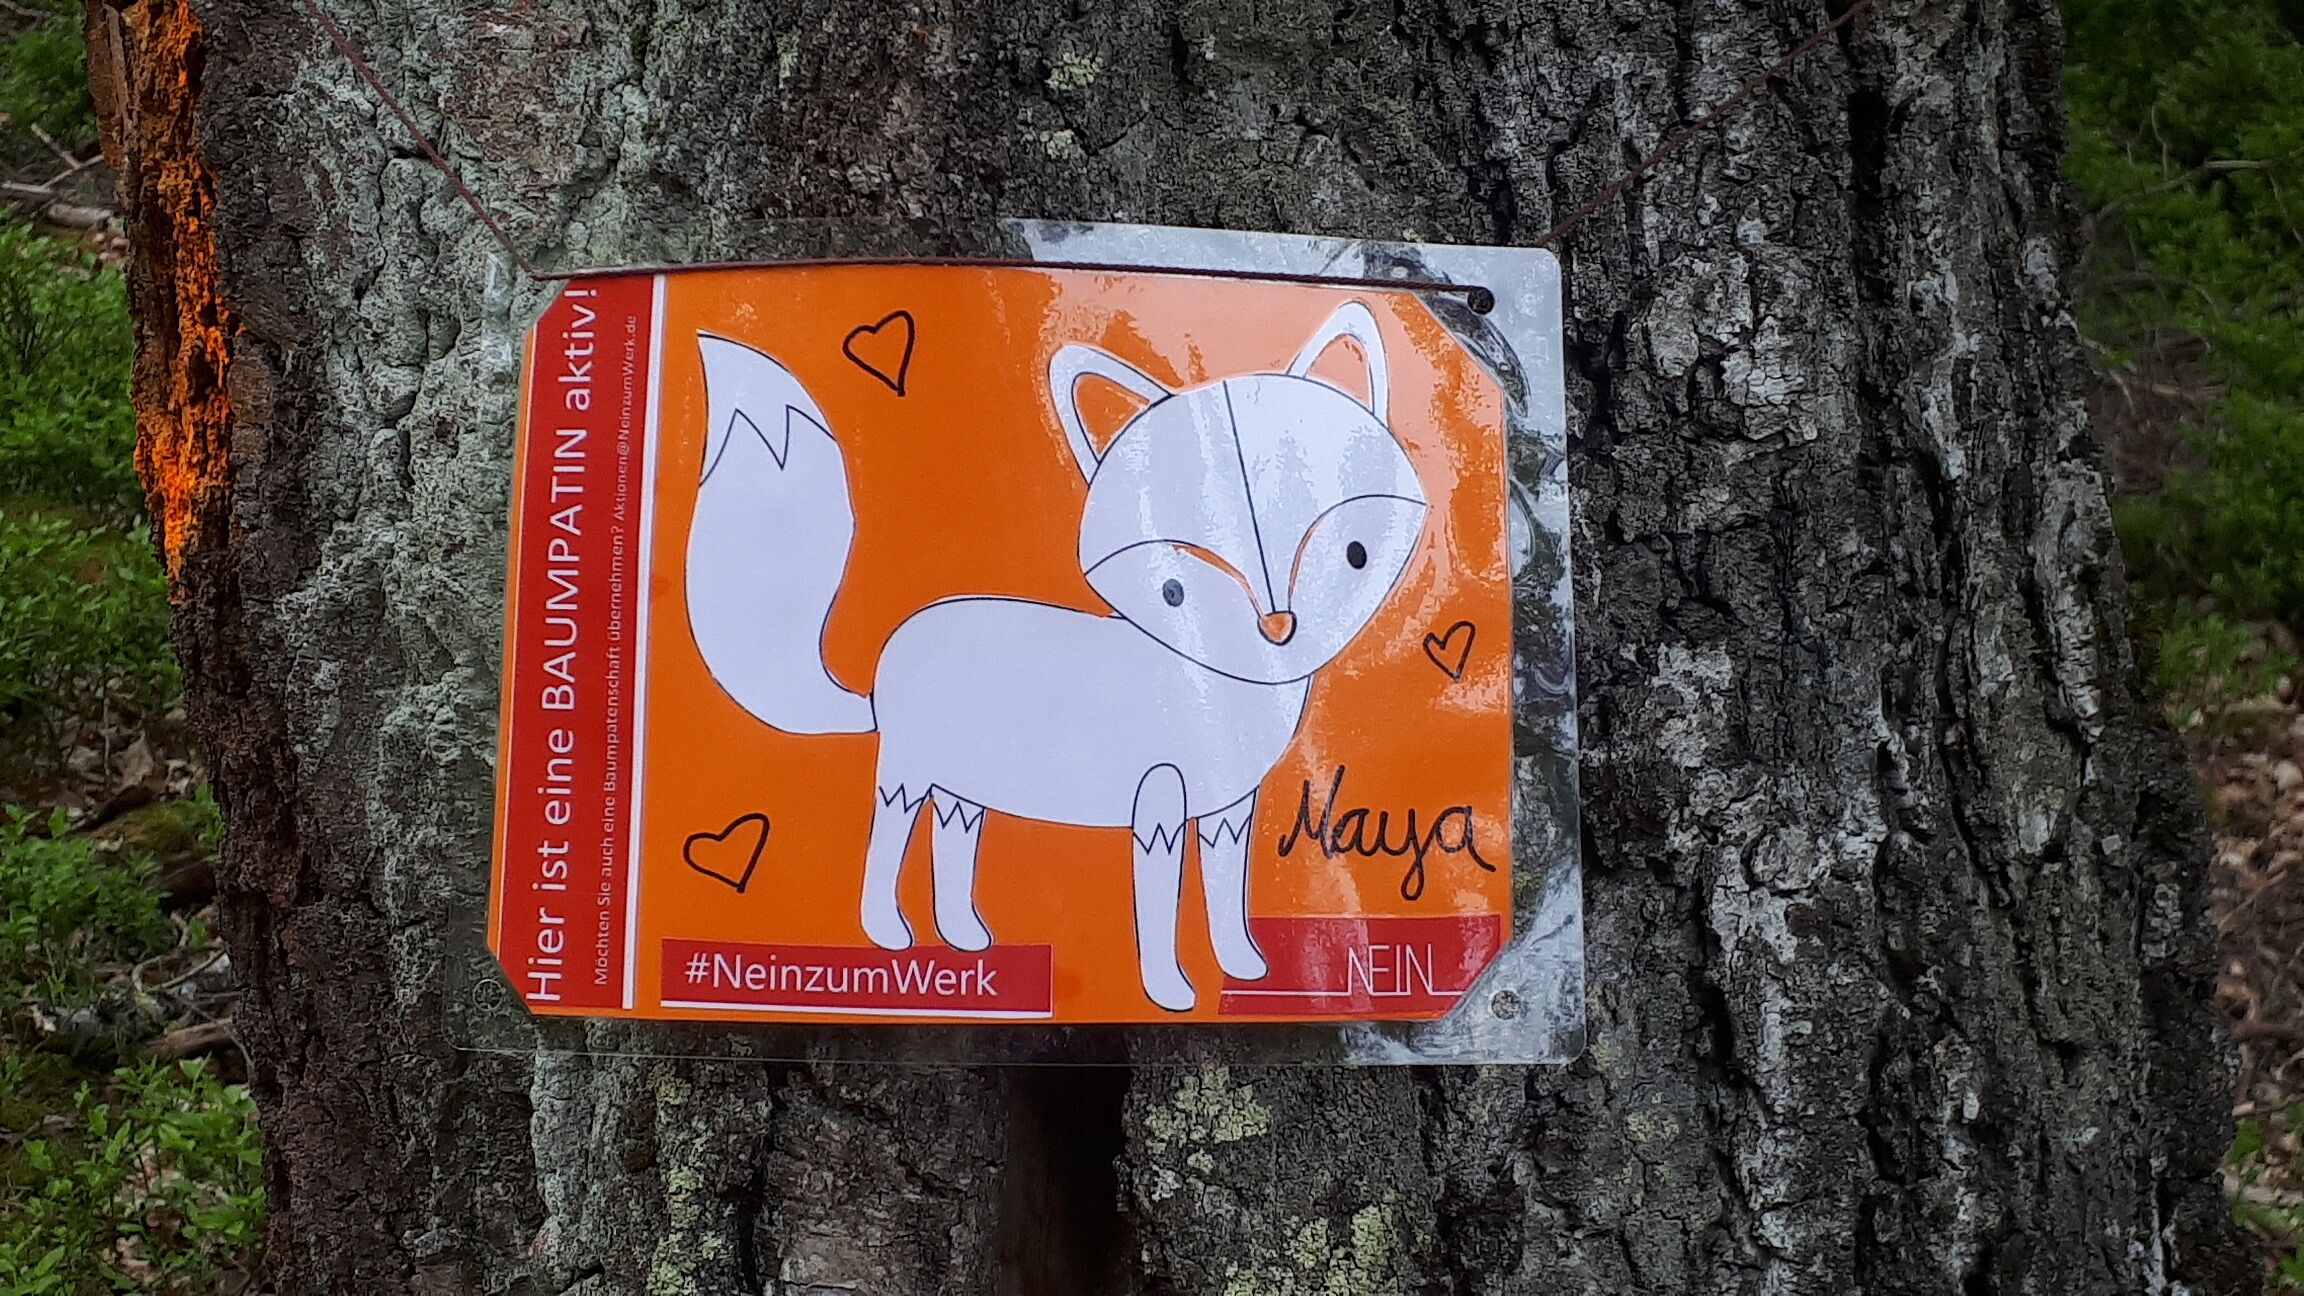 Hier ist eine BAUMPATIN aktiv!
Möchten Sie auch eine Baumpatenschaft übernehmen? Aktionen@NeinzumWerk.de
Maya
#NeinzumWerk
NEIN